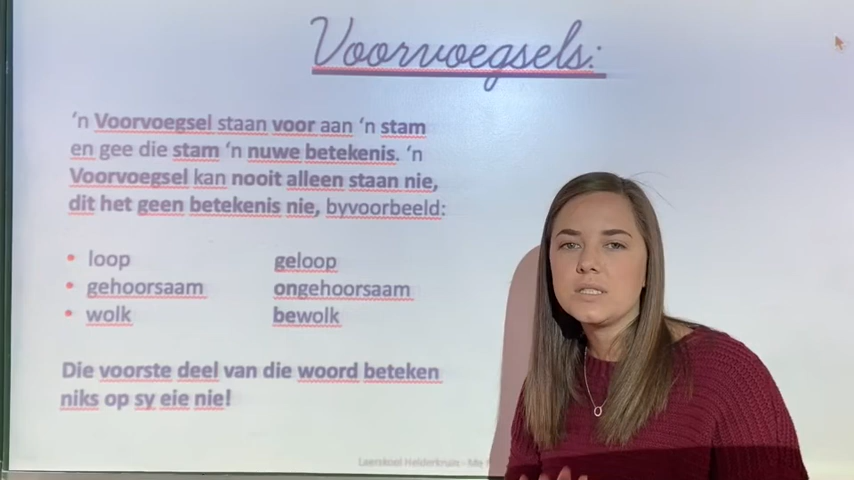 Voorvoegsels:
'n Voorvoegsel staan voor aan 'n stam
en gee die stam 'n nuwe betekenis. 'n
Voorvoegsel kan nooit alleen staan nie,
dit het geen betekenis nie, byvoorbeeld:
• loop geloop
• gehoorsaam ongehoorsaam
• wolk bewolk
Die voorste deel van die woord beteken
niks op sy eie nie!
Laerskool Helderkruin - Me